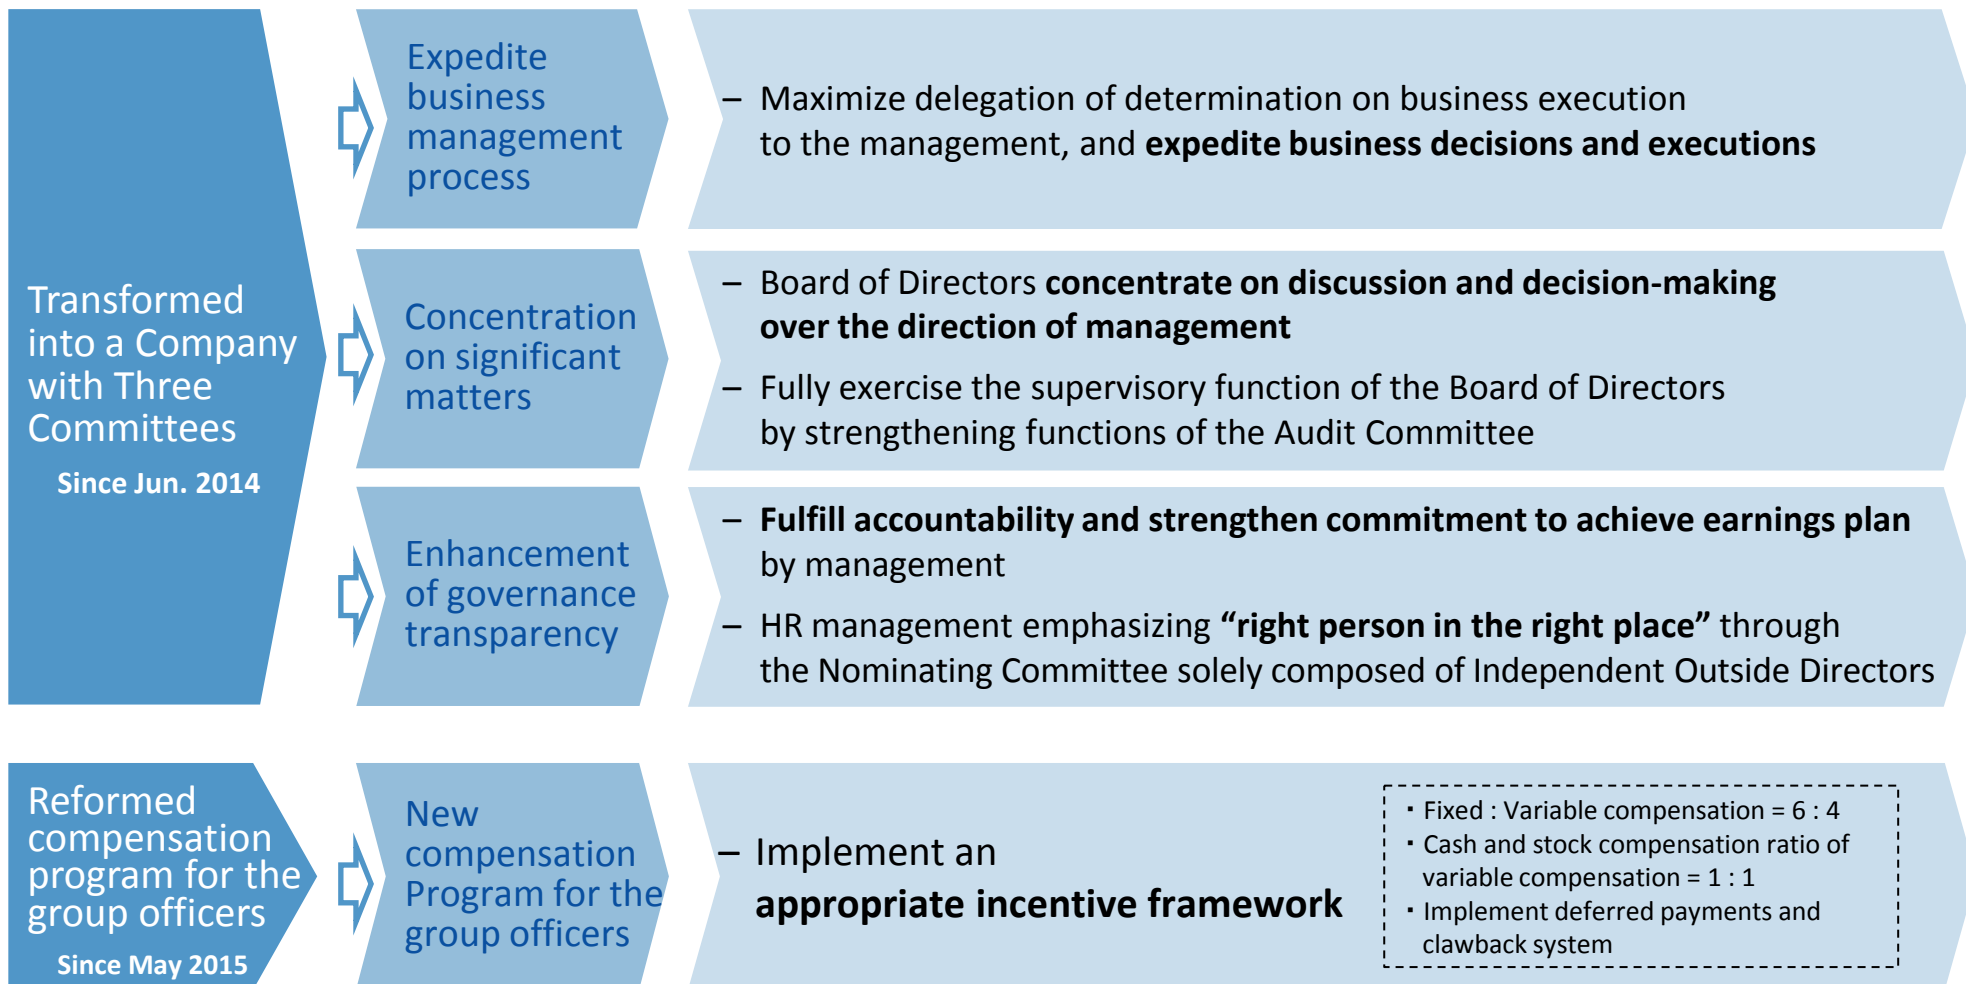 Transformed
into a Company
with Three
Committees
Since Jun. 2014
Expedite
business
management
process
– Maximize delegation of determination on business execution
to the management, and expedite business decisions and executions
Concentration
on significant
matters
– Board of Directors concentrate on discussion and decision-making
over the direction of management
– Fully exercise the supervisory function of the Board of Directors
by strengthening functions of the Audit Committee
Enhancement
of governance
transparency
– Fulfill accountability and strengthen commitment to achieve earnings plan
by management
– HR management emphasizing “right person in the right place” through
the Nominating Committee solely composed of Independent Outside Directors
Reformed
compensation
program for the
group officers
Since May 2015
New
compensation
Program for the
group officers
– Implement an
appropriate incentive framework
・Fixed : Variable compensation = 6 : 4
・Cash and stock compensation ratio of
variable compensation = 1 : 1
・Implement deferred payments and
clawback system